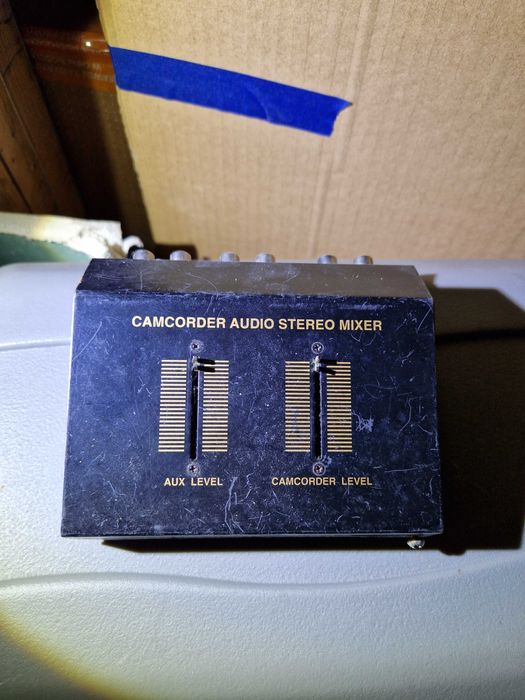 CAMCORDER AUDIO STEREO MIXER
AUX LEVEL
CAMCORDER LEVEL